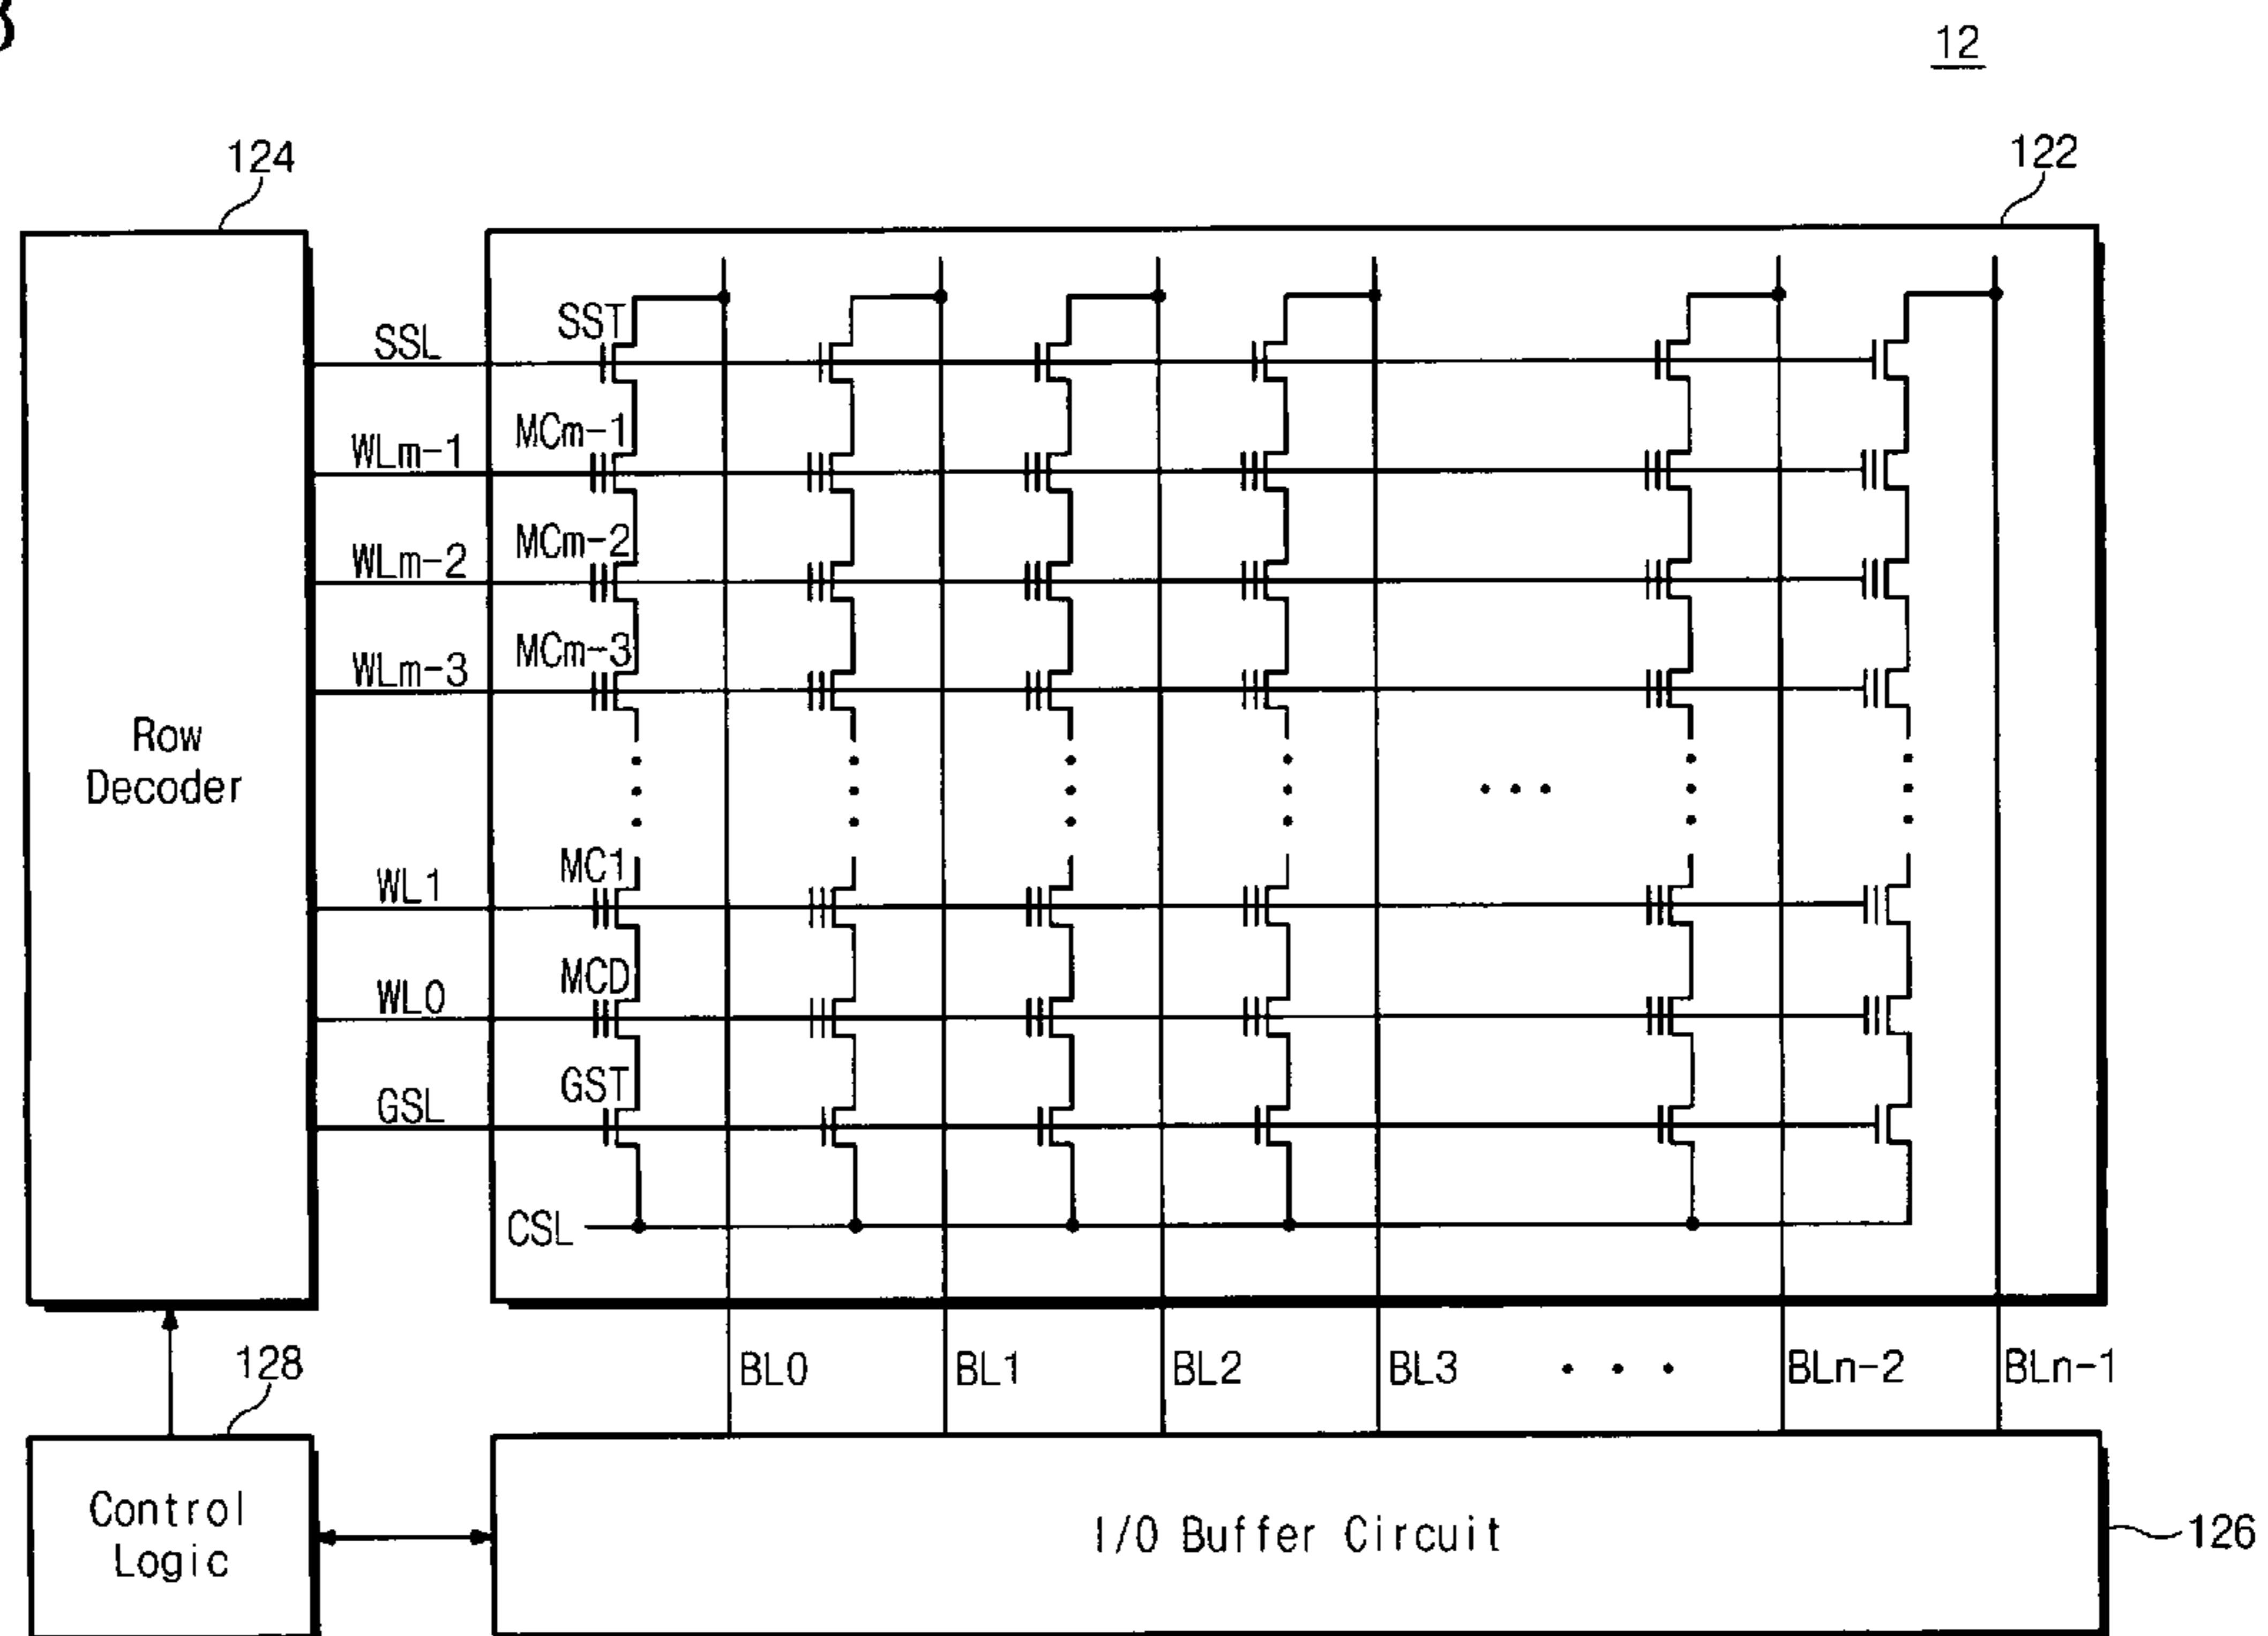 12
124
122
SSL
SST
WLm-1
MCm-1
WLm-2
MCm-2
WLm-3
MCm-3
Row
Decoder
WL1
MC1
WL0
MCD
GSL
GST
CSL
128
BL0
BL1
BL2
BL3
• • •
BLn-2
BLn-1
Control
Logic
I/O Buffer Circuit
126